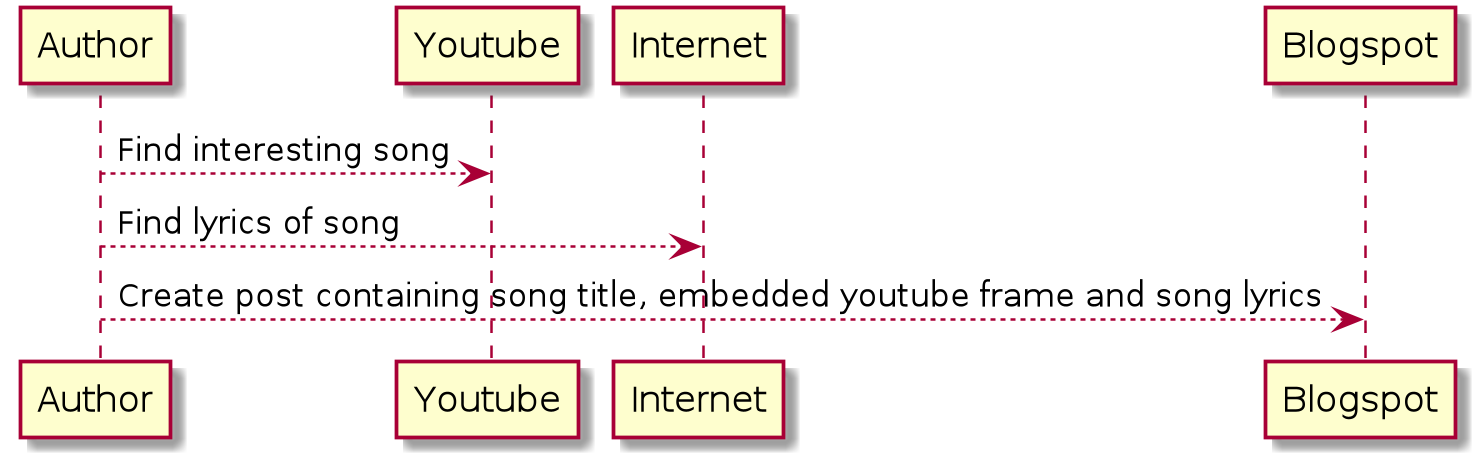 Author
Youtube
Internet
Blogspot
Find interesting song
Find lyrics of song
Create post containing song title, embedded youtube frame and song lyrics
Author
Youtube
Internet
Blogspot